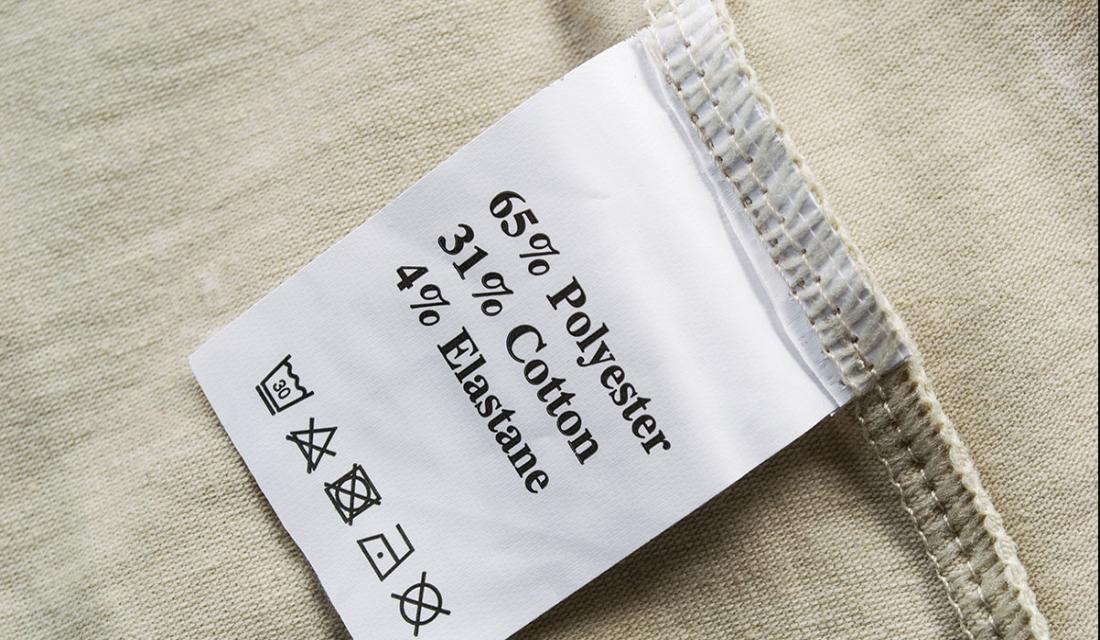 65% Polyester
31% Cotton
4% Elastane
30